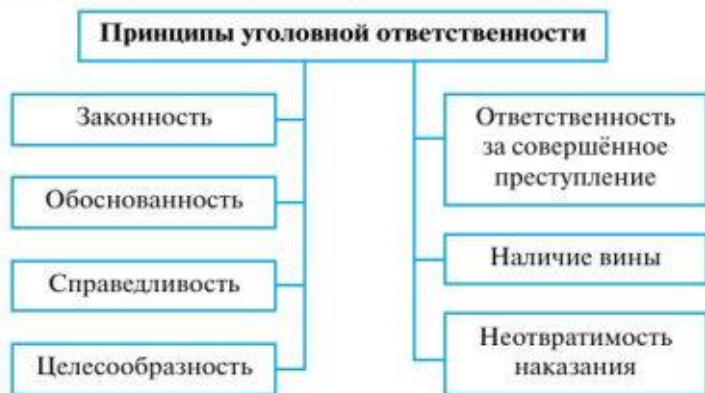 Принципы уголовной ответственности
Законность
Обоснованность
Справедливость
Целесообразность
Ответственность
за совершённое
преступление
Наличие вины
Неотвратимость
наказания